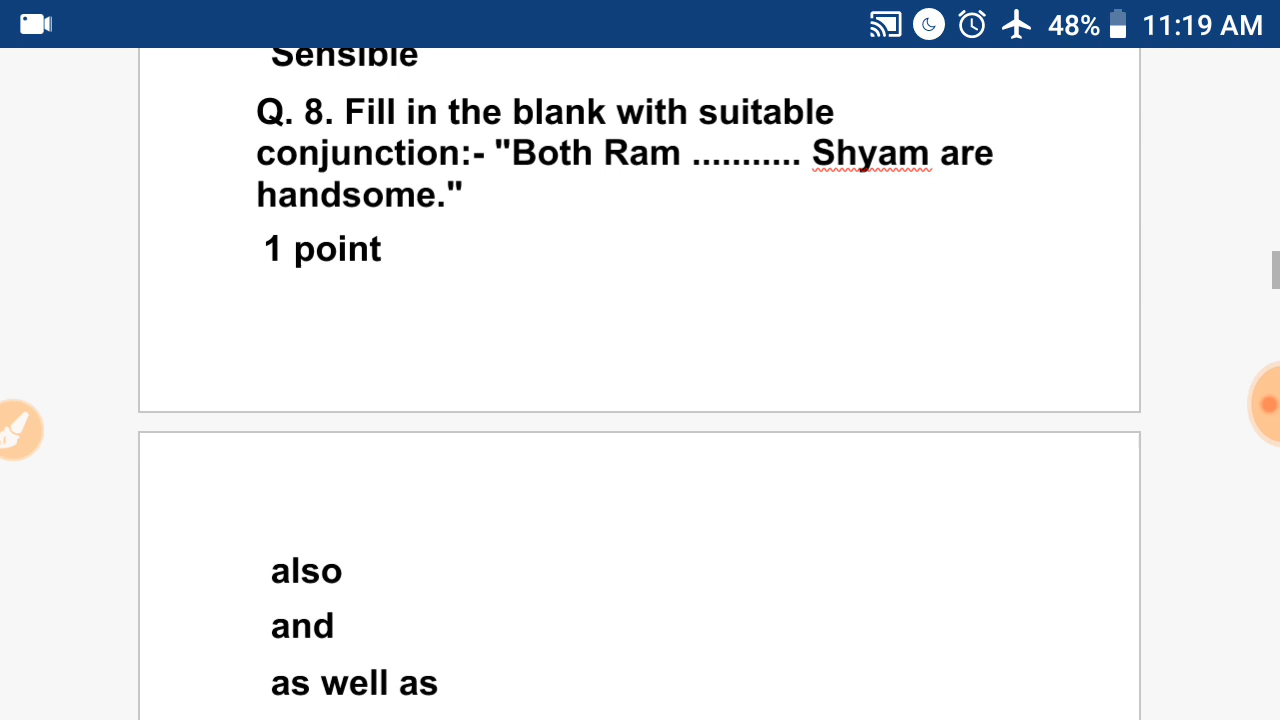 48% 11:19 AM
Sensible
Q. 8. Fill in the blank with suitable
conjunction:- "Both Ram ........... Shyam are
handsome."
1 point
also
and
as well as